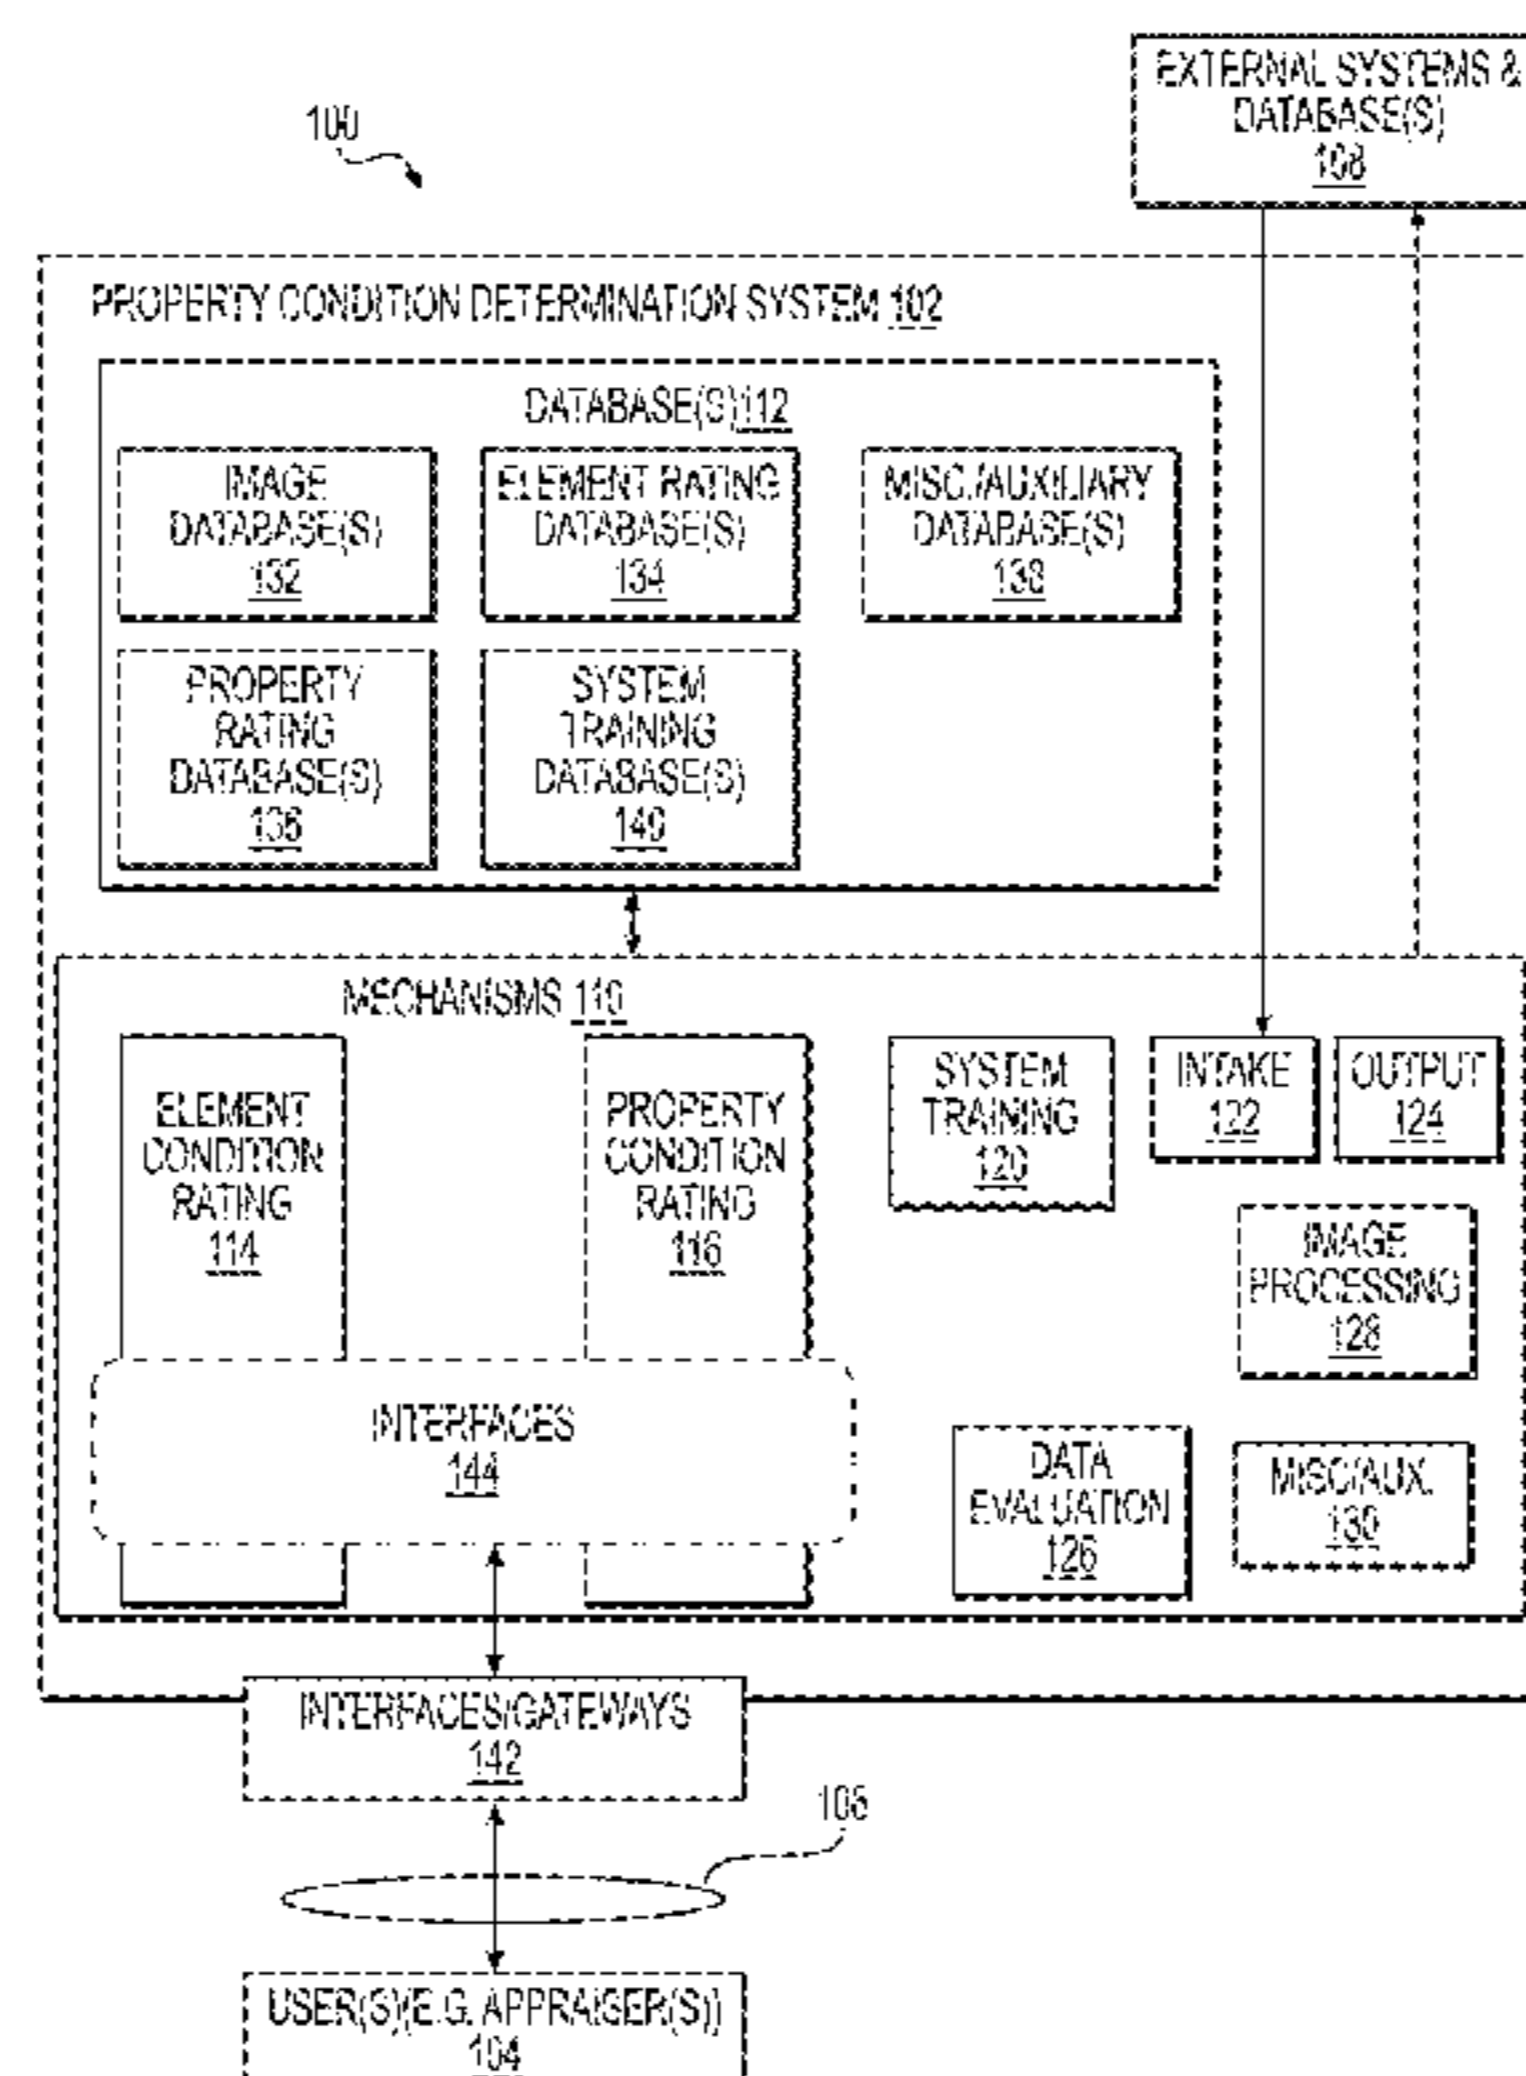 100
EXTERNAL SYSTEMS &
DATABASE(S)
108
PROPERTY CONDITION DETERMINATION SYSTEM 102
DATABASE(S) 112
IMAGE
DATABASE(S)
132
ELEMENT RATING
DATABASE(S)
134
MISC./AUXILIARY
DATABASE(S)
138
PROPERTY
RATING
DATABASE(S)
136
SYSTEM
TRAINING
DATABASE(S)
140
MECHANISMS 110
ELEMENT
CONDITION
RATING
114
PROPERTY
CONDITION
RATING
116
SYSTEM
TRAINING
120
INTAKE
122
OUTPUT
124
IMAGE
PROCESSING
128
INTERFACES
144
DATA
EVALUATION
126
MISC/AUX.
130
INTERFACES/GATEWAYS
142
106
USER(S)(E.G. APPRAISER(S))
104